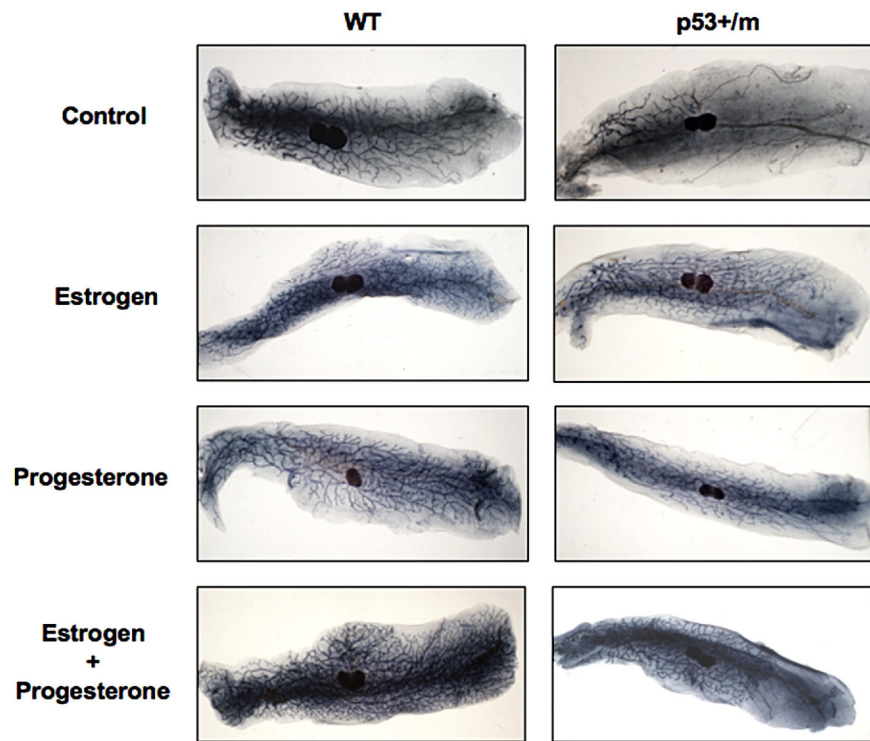 WT
p53+/m
Control
Estrogen
Progesterone
Estrogen
+
Progesterone